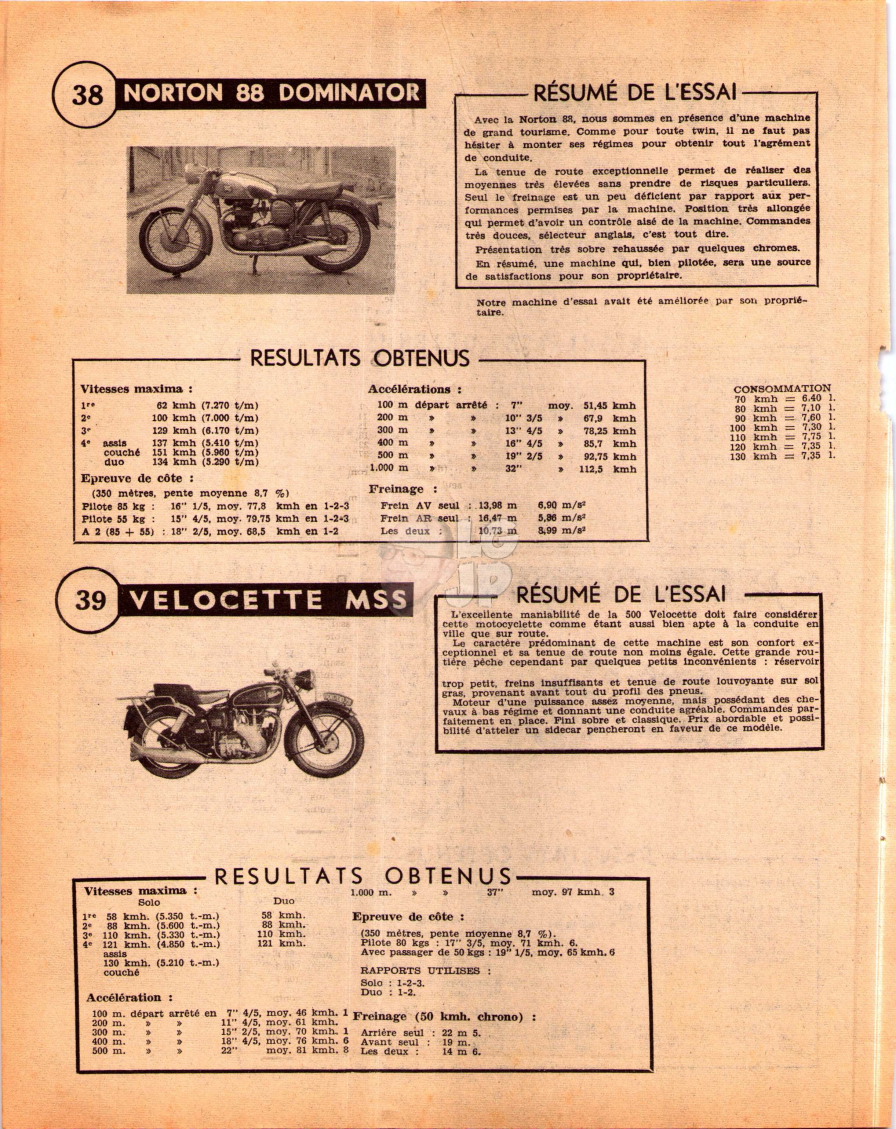 38 NORTON 88 DOMINATOR
RÉSUMÉ DE L'ESSAI
Avec la Norton 88, nous sommes en présence d'une machine
de grand tourisme. Comme pour toute twin, il ne faut pas
hésiter à monter ses régimes pour obtenir tout l'agrément
de conduite.
La tenue de route exceptionnelle permet de réaliser des
moyennes très élevées sans prendre de risques particuliers.
Seul le freinage est un peu déficient par rapport aux per-
formances permises par la machine. Position très allongée
qui permet d'avoir un contrôle aisé de la machine. Commandes
très douces, sélecteur anglais, c'est tout dire.
Présentation très sobre rehaussée par quelques chromes.
En résumé, une machine qui, bien pilotée, sera une source
de satisfactions pour son propriétaire.
Notre machine d'essai avait été améliorée par son proprié-
taire.
RESULTATS OBTENUS
Vitesses maxima :
1re 62 kmh (7.270 t/m)
2e 100 kmh (7.000 t/m)
3e 129 kmh (6.170 t/m)
4e assis 137 kmh (5.410 t/m)
couché 151 kmh (5.960 t/m)
duo 134 kmh (5.290 t/m)
Epreuve de côte :
(350 mètres, pente moyenne 8,7 %)
Pilote 85 kg : 16" 1/5, moy. 77,8 kmh en 1-2-3
Pilote 55 kg : 15" 4/5, moy. 79,75 kmh en 1-2-3
A 2 (85 + 55) : 18" 2/5, moy. 68,5 kmh en 1-2
Accélérations :
100 m départ arrêté : 7" moy. 51,45 kmh
200 m » » 10" 3/5 » 67,9 kmh
300 m » » 13" 4/5 » 78,25 kmh
400 m » » 16" 4/5 » 85,7 kmh
500 m » » 19" 2/5 » 92,75 kmh
1.000 m » » 32" » 112,5 kmh
Freinage :
Frein AV seul : 13,98 m 6,90 m/s²
Frein AR seul : 16,47 m 5,86 m/s²
Les deux : 10,73 m 8,99 m/s²
CONSOMMATION
70 kmh = 6.40 l.
80 kmh = 7,10 l.
90 kmh = 7,60 l.
100 kmh = 7,30 l.
110 kmh = 7,75 l.
120 kmh = 7,35 l.
130 kmh = 7,35 l.
LG
JP
39 VELOCETTE MSS
RÉSUMÉ DE L'ESSAI
L'excellente maniabilité de la 500 Velocette doit faire considérer
cette motocyclette comme étant aussi bien apte à la conduite en
ville que sur route.
Le caractère prédominant de cette machine est son confort ex-
ceptionnel et sa tenue de route non moins égale. Cette grande rou-
tière pèche cependant par quelques petits inconvénients : réservoir
trop petit, freins insuffisants et tenue de route louvoyante sur sol
gras, provenant avant tout du profil des pneus.
Moteur d'une puissance assez moyenne, mais possédant des che-
vaux à bas régime et donnant une conduite agréable. Commandes par-
faitement en place. Fini sobre et classique. Prix abordable et possi-
bilité d'atteler un sidecar pencheront en faveur de ce modèle.
RESULTATS OBTENUS
Vitesses maxima :
Solo Duo
1re 58 kmh. (5.350 t.-m.) 58 kmh.
2e 88 kmh. (5.600 t.-m.) 88 kmh.
3e 110 kmh. (5.330 t.-m.) 110 kmh.
4e 121 kmh. (4.850 t.-m.) 121 kmh.
assis
130 kmh. (5.210 t.-m.)
couché
Accélération :
100 m. départ arrêté en 7" 4/5, moy. 46 kmh. 1
200 m. » » 11" 4/5, moy. 61 kmh.
300 m. » » 15" 2/5, moy. 70 kmh. 1
400 m. » » 18" 4/5, moy. 76 kmh. 6
500 m. » » 22" moy. 81 kmh. 8
1.000 m. » » 37" moy. 97 kmh. 3
Epreuve de côte :
(350 mètres, pente moyenne 8,7 %).
Pilote 80 kgs : 17" 3/5, moy. 71 kmh. 6.
Avec passager de 50 kgs : 19" 1/5, moy. 65 kmh. 6
RAPPORTS UTILISES :
Solo : 1-2-3.
Duo : 1-2.
Freinage (50 kmh. chrono) :
Arrière seul : 22 m 5.
Avant seul : 19 m.
Les deux : 14 m 6.